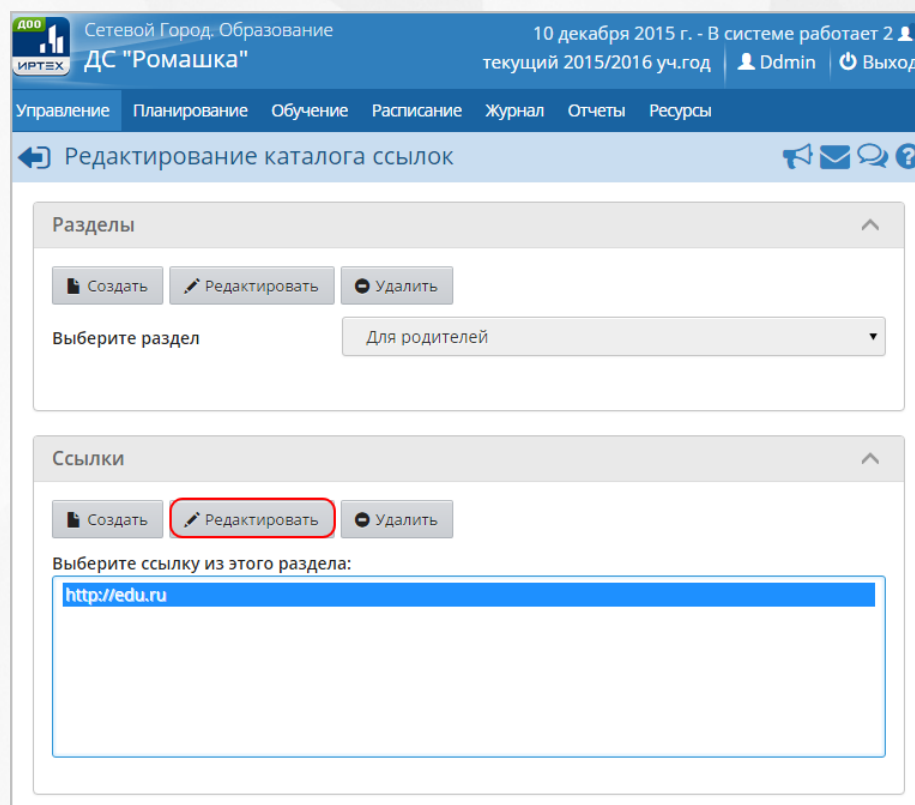 ДОО
ИРТЕХ
Сетевой Город. Образование
ДС "Ромашка"
10 декабря 2015 г. - В системе работает 2
текущий 2015/2016 уч.год Ddmin Выход
Управление Планирование Обучение Расписание Журнал Отчеты Ресурсы
Редактирование каталога ссылок
Разделы
Создать Редактировать Удалить
Выберите раздел Для родителей
Ссылки
Создать Редактировать Удалить
Выберите ссылку из этого раздела:
http://edu.ru